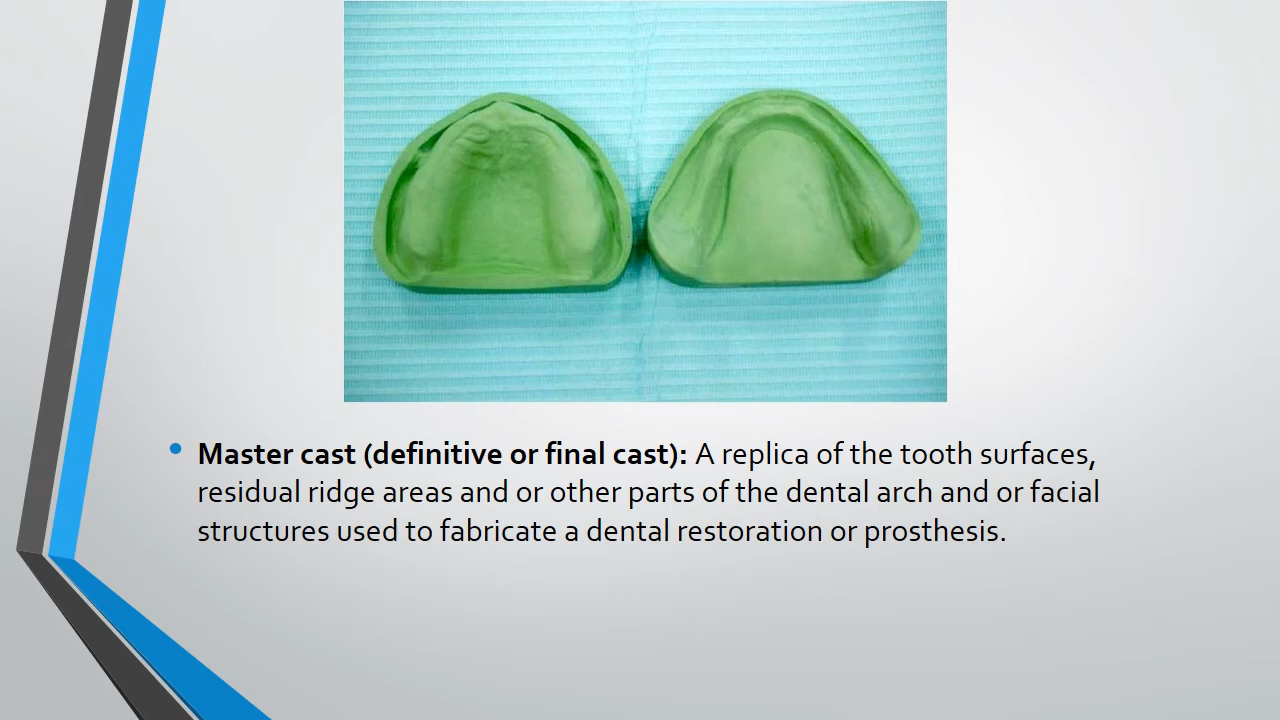 • Master cast (definitive or final cast): A replica of the tooth surfaces,
residual ridge areas and or other parts of the dental arch and or facial
structures used to fabricate a dental restoration or prosthesis.